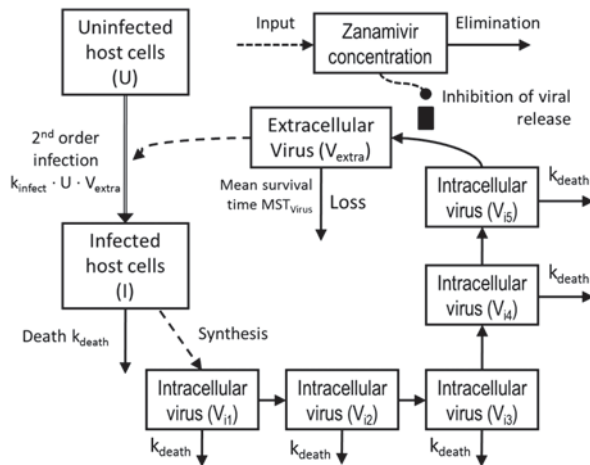 Uninfected
host cells
(U)
Input
Zanamivir
concentration
Elimination
Inhibition of viral
release
2nd order
infection
kinfect · U · Vextra
Extracellular
Virus (Vextra)
Mean survival
time MSTVirus
Loss
Infected
host cells
(I)
Death kdeath
Synthesis
Intracellular
virus (Vi5)
kdeath
Intracellular
virus (Vi4)
kdeath
Intracellular
virus (Vi1)
kdeath
Intracellular
virus (Vi2)
kdeath
Intracellular
virus (Vi3)
kdeath